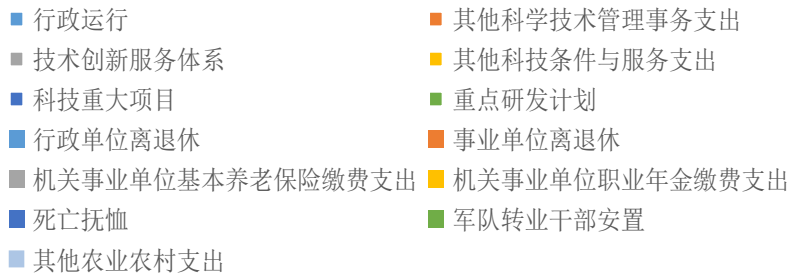 行政运行 其他科学技术管理事务支出
技术创新服务体系 其他科技条件与服务支出
科技重大项目 重点研发计划
行政单位离退休 事业单位离退休
机关事业单位基本养老保险缴费支出 机关事业单位职业年金缴费支出
死亡抚恤 军队转业干部安置
其他农业农村支出